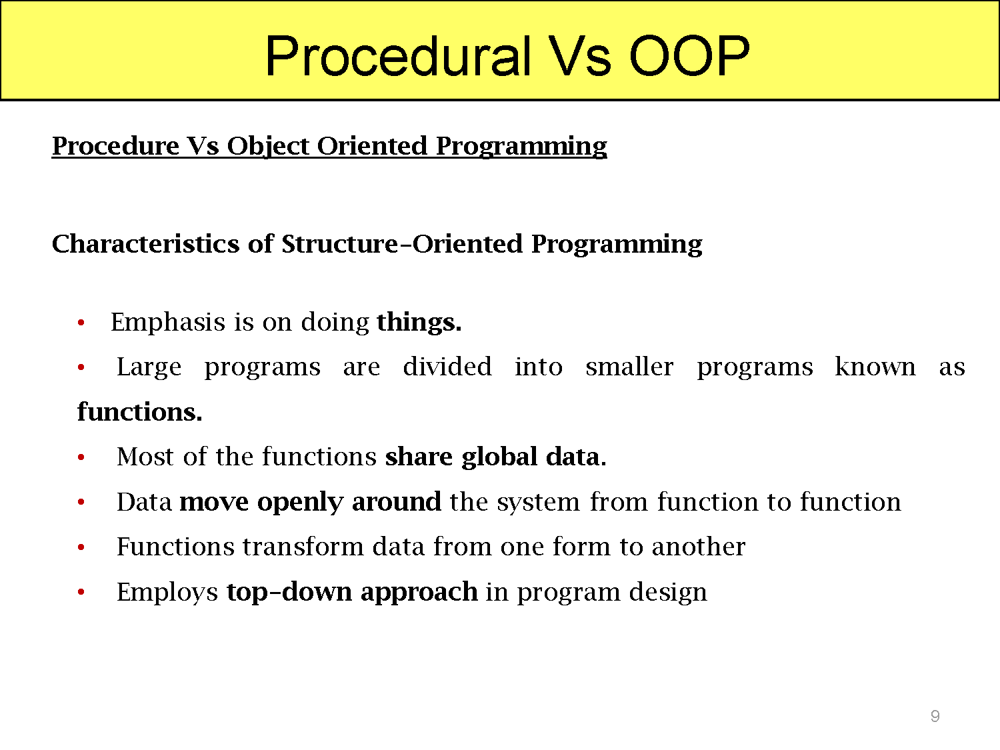 Procedural Vs OOP
Procedure Vs Object Oriented Programming
Characteristics of Structure-Oriented Programming
• Emphasis is on doing things.
• Large programs are divided into smaller programs known as
functions.
• Most of the functions share global data.
• Data move openly around the system from function to function
• Functions transform data from one form to another
• Employs top-down approach in program design
9